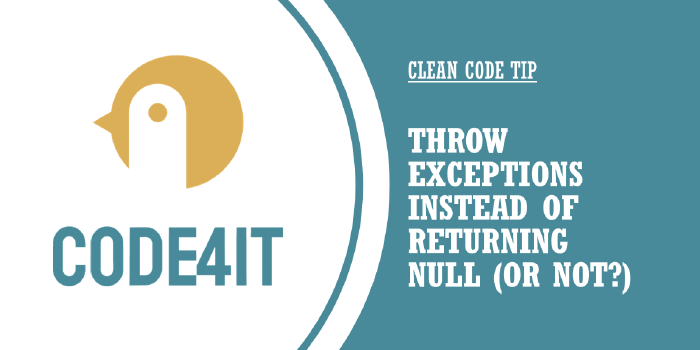 CODE4IT
CLEAN CODE TIP
THROW
EXCEPTIONS
INSTEAD OF
RETURNING
NULL (OR NOT?)